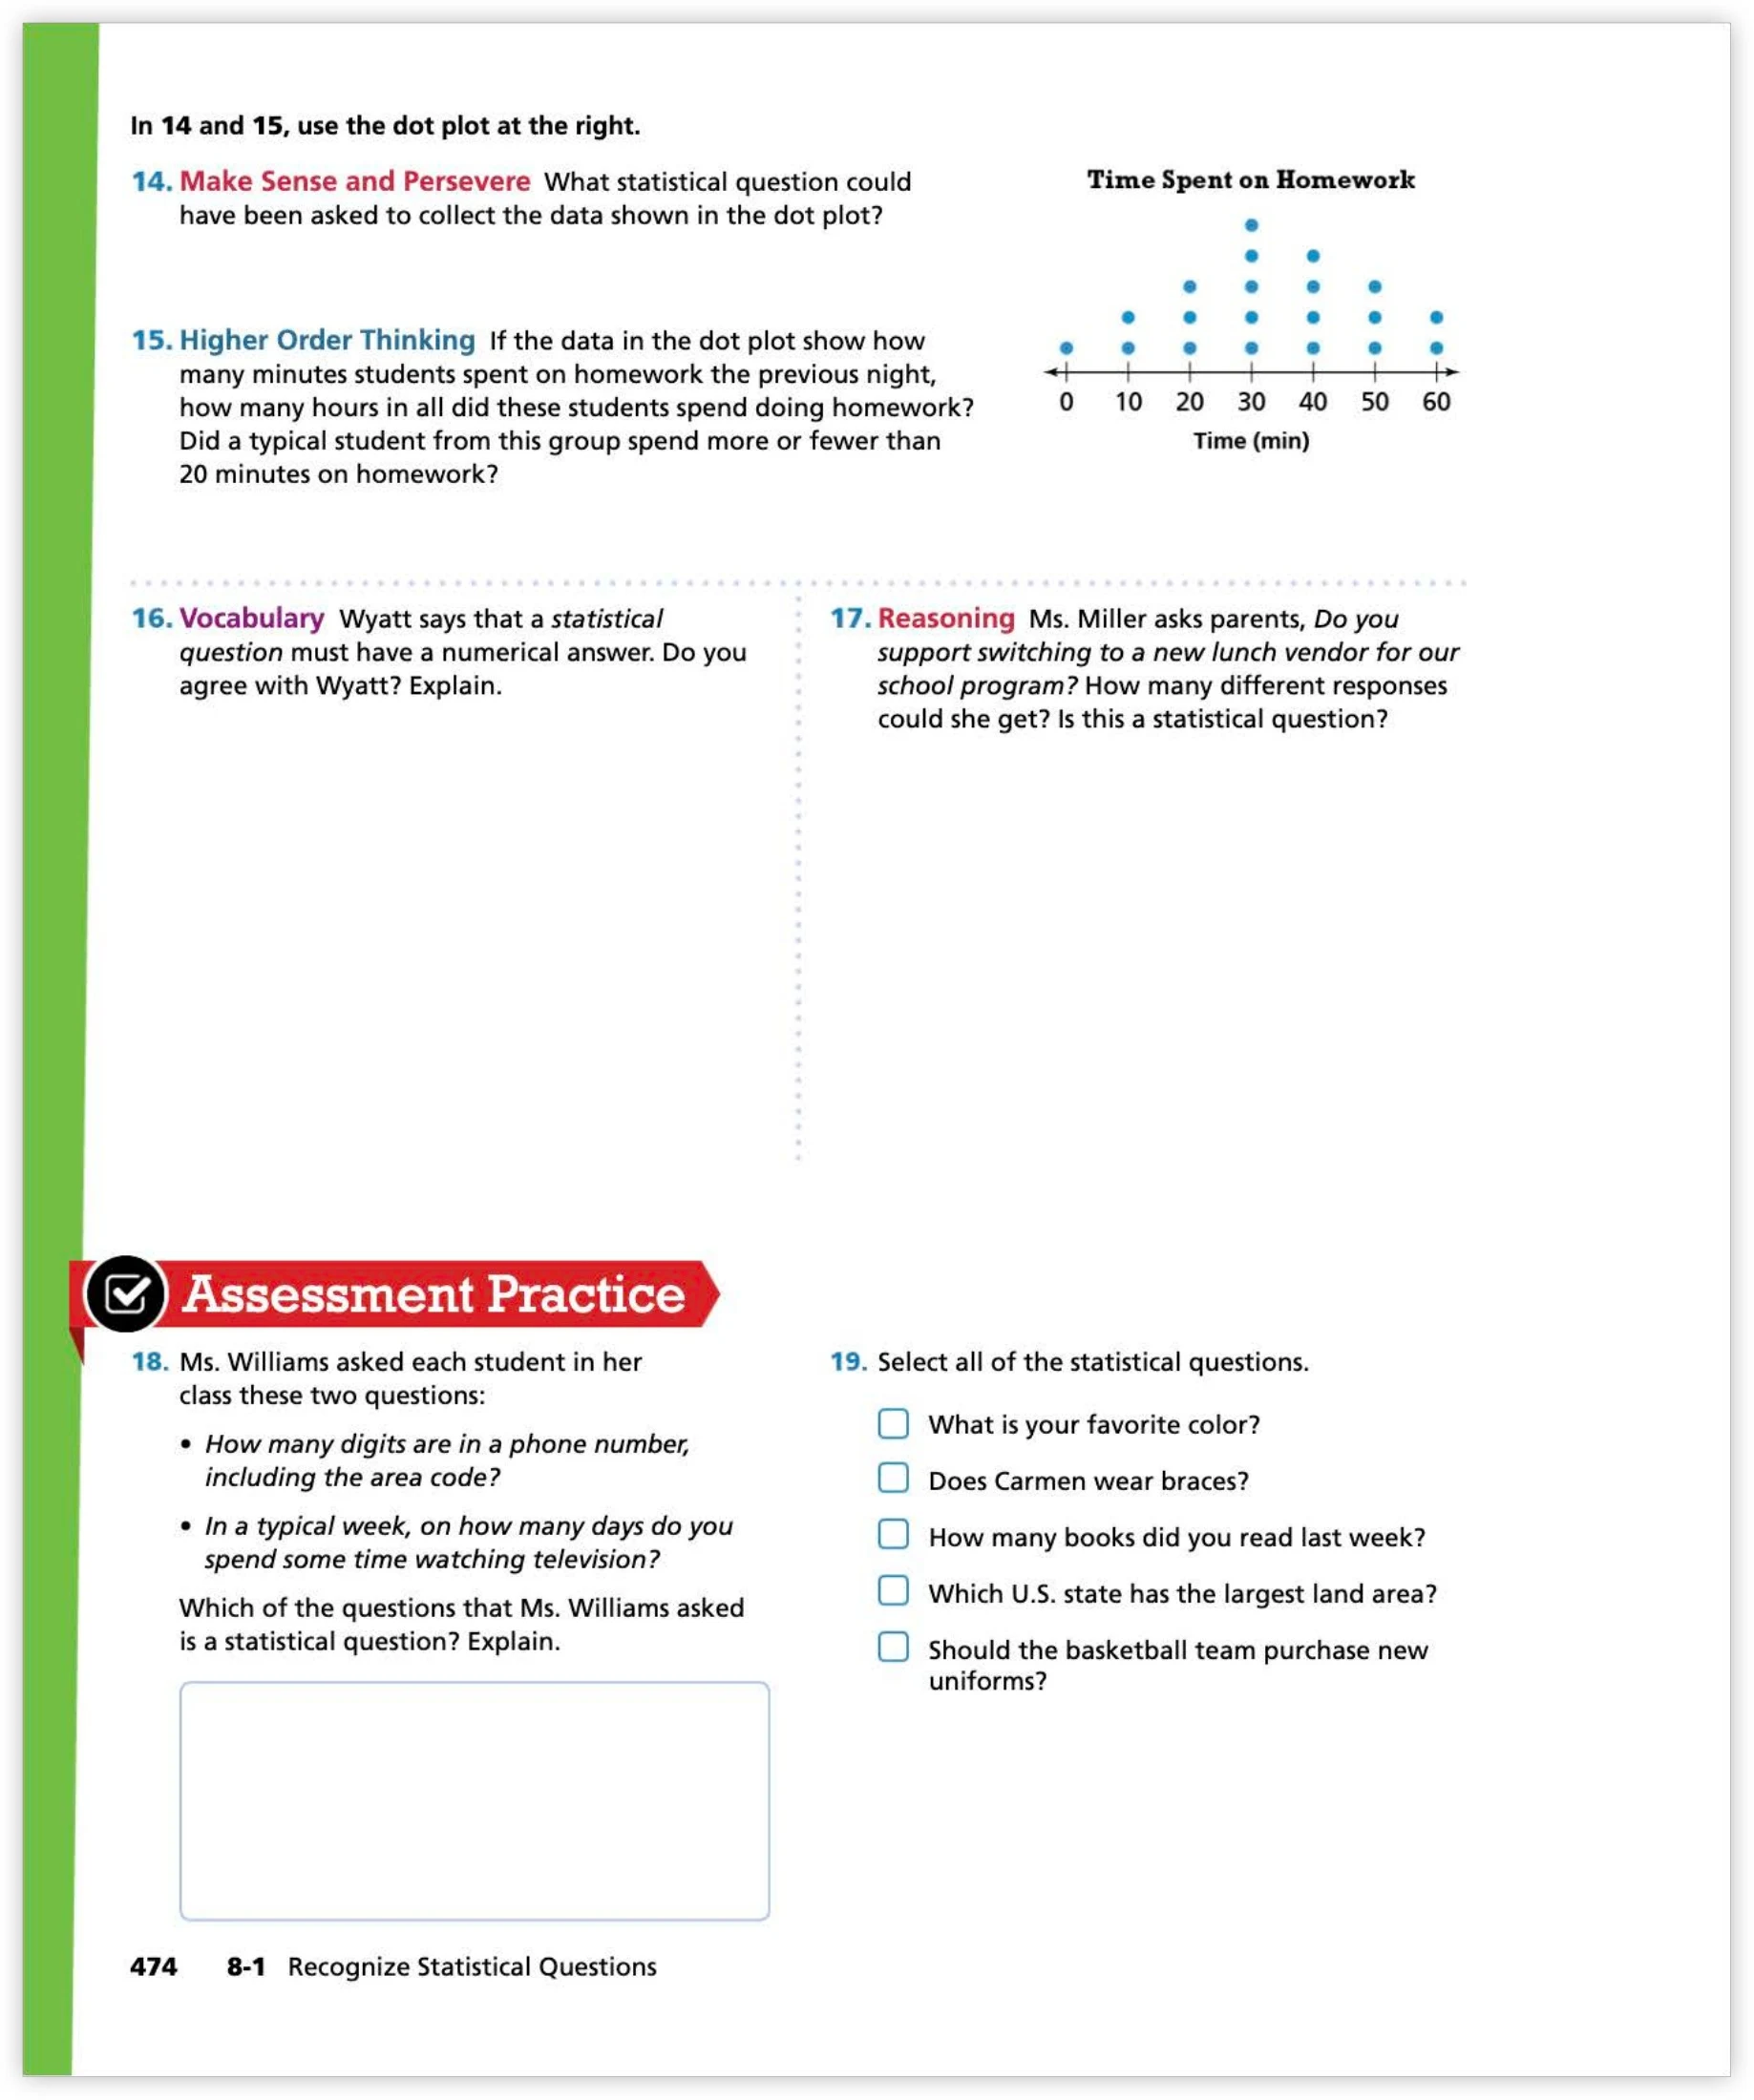 In 14 and 15, use the dot plot at the right.
14. Make Sense and Persevere What statistical question could
have been asked to collect the data shown in the dot plot?
15. Higher Order Thinking If the data in the dot plot show how
many minutes students spent on homework the previous night,
how many hours in all did these students spend doing homework?
Did a typical student from this group spend more or fewer than
20 minutes on homework?
Time Spent on Homework
0 10 20 30 40 50 60
Time (min)
16. Vocabulary Wyatt says that a statistical
question must have a numerical answer. Do you
agree with Wyatt? Explain.
17. Reasoning Ms. Miller asks parents, Do you
support switching to a new lunch vendor for our
school program? How many different responses
could she get? Is this a statistical question?
Assessment Practice
18. Ms. Williams asked each student in her
class these two questions:
• How many digits are in a phone number,
including the area code?
• In a typical week, on how many days do you
spend some time watching television?
Which of the questions that Ms. Williams asked
is a statistical question? Explain.
19. Select all of the statistical questions.
What is your favorite color?
Does Carmen wear braces?
How many books did you read last week?
Which U.S. state has the largest land area?
Should the basketball team purchase new
uniforms?
474 8-1 Recognize Statistical Questions